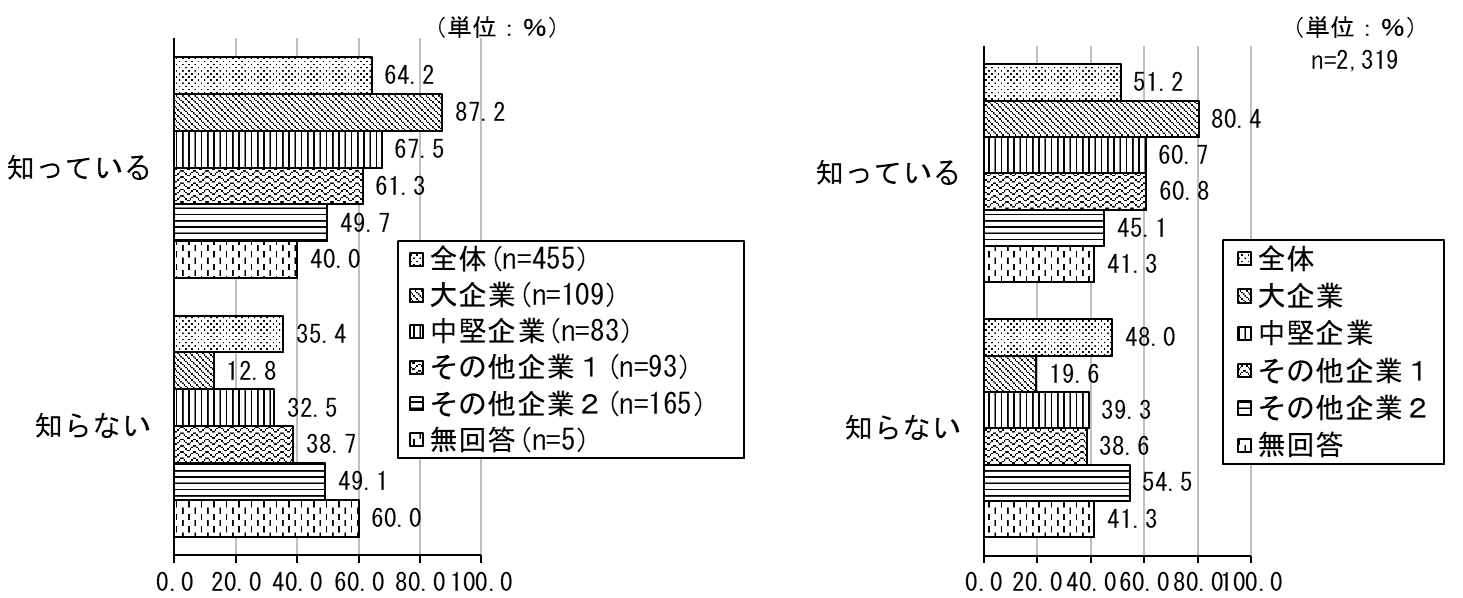 （単位：％）
64.2
87.2
67.5
知っている
61.3
49.7
40.0
全体(n=455)
大企業(n=109)
中堅企業(n=83)
その他企業１(n=93)
その他企業２(n=165)
無回答(n=5)
35.4
12.8
32.5
知らない
38.7
49.1
60.0
0.0 20.0 40.0 60.0 80.0 100.0
（単位：％）
n=2,319
51.2
80.4
60.7
知っている
60.8
45.1
41.3
全体
大企業
中堅企業
その他企業１
その他企業２
無回答
48.0
19.6
39.3
知らない
38.6
54.5
41.3
0.0 20.0 40.0 60.0 80.0 100.0